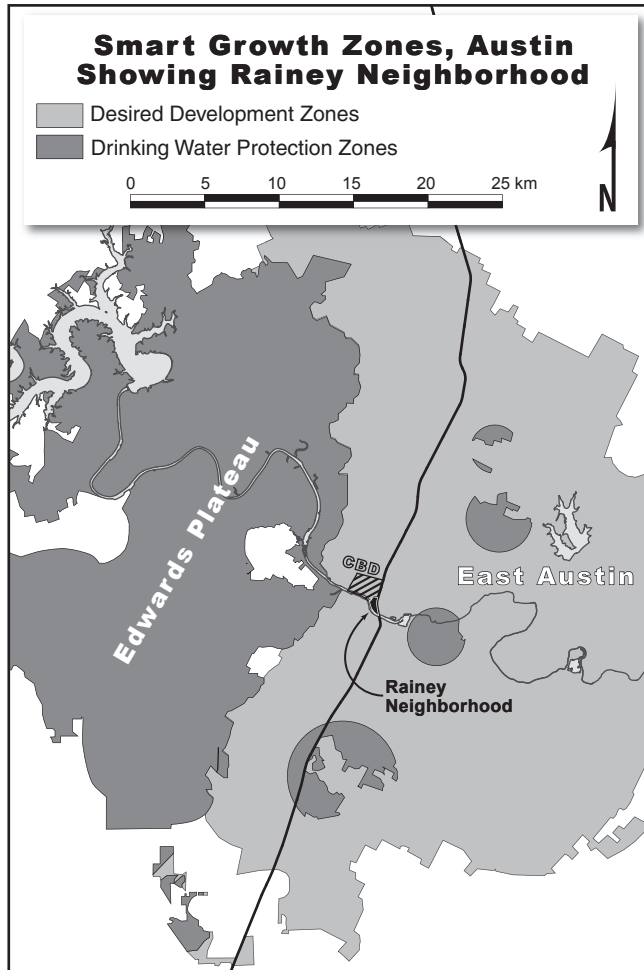 Smart Growth Zones, Austin
Showing Rainey Neighborhood
Desired Development Zones
Drinking Water Protection Zones
0 5 10 15 20 25 km
N
Edwards Plateau
CBD
East Austin
Rainey
Neighborhood